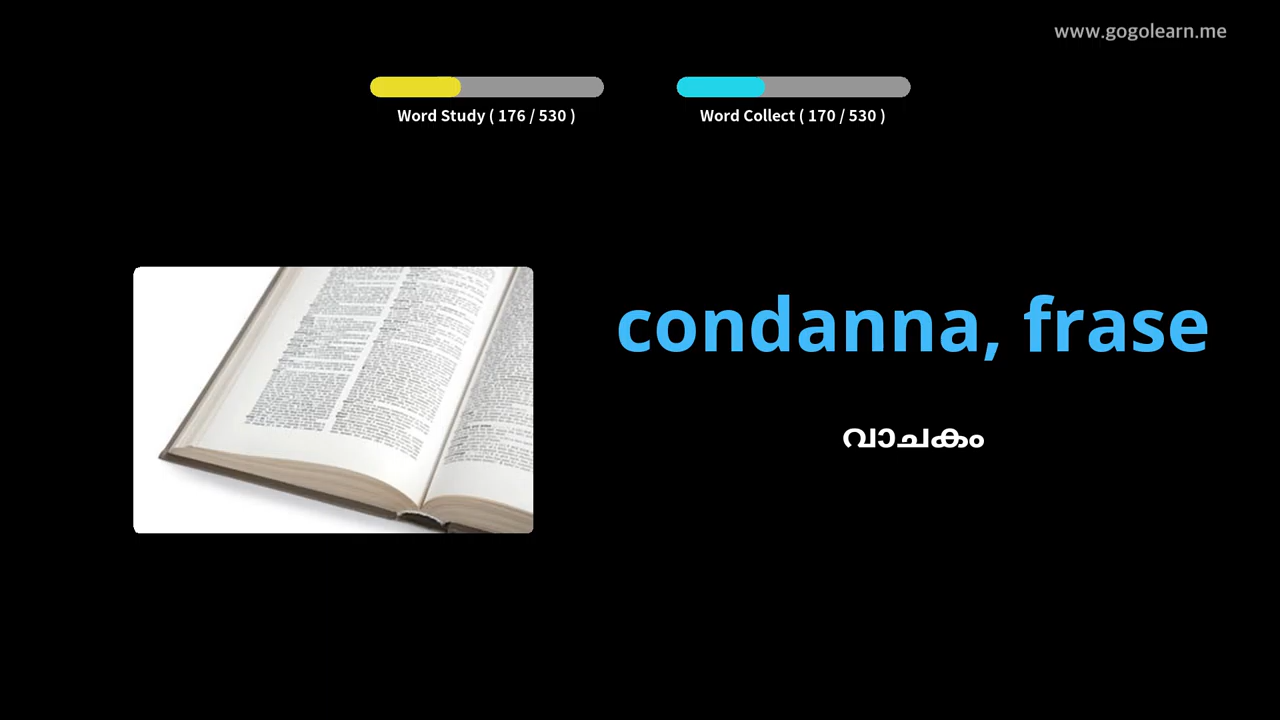 www.gogolearn.me
Word Study ( 176 / 530 )
Word Collect ( 170 / 530 )
condanna, frase
വാചകം